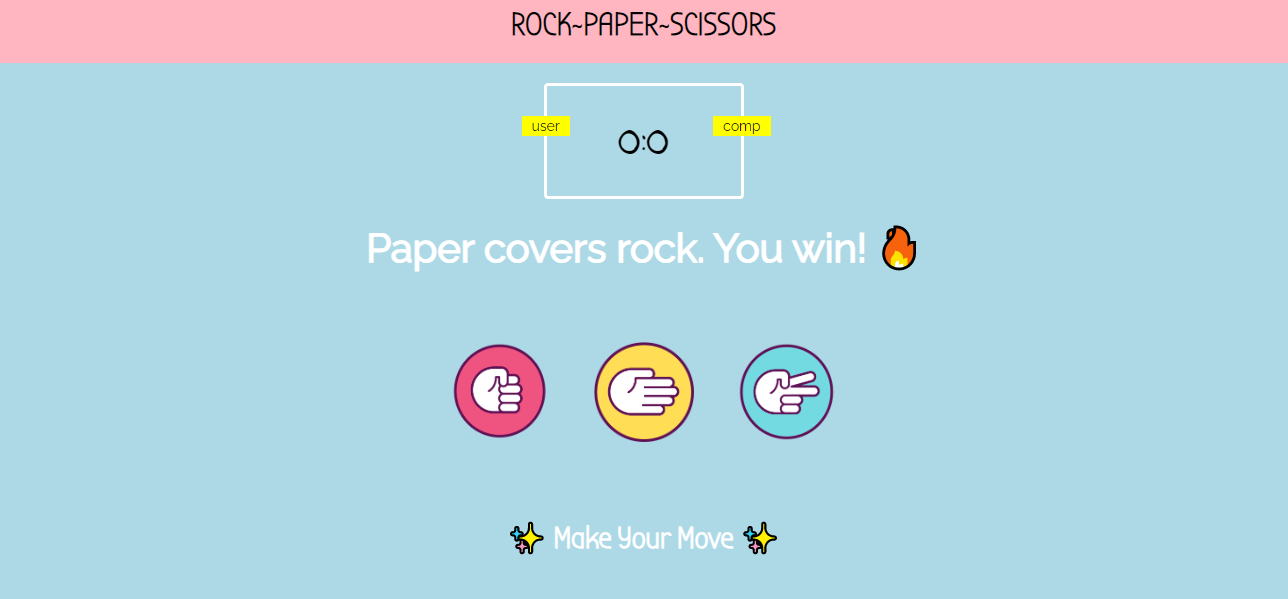 ROCK~PAPER~SCISSORS
user
comp
0:0
Paper covers rock. You win! 🔥
✨ Make Your Move ✨